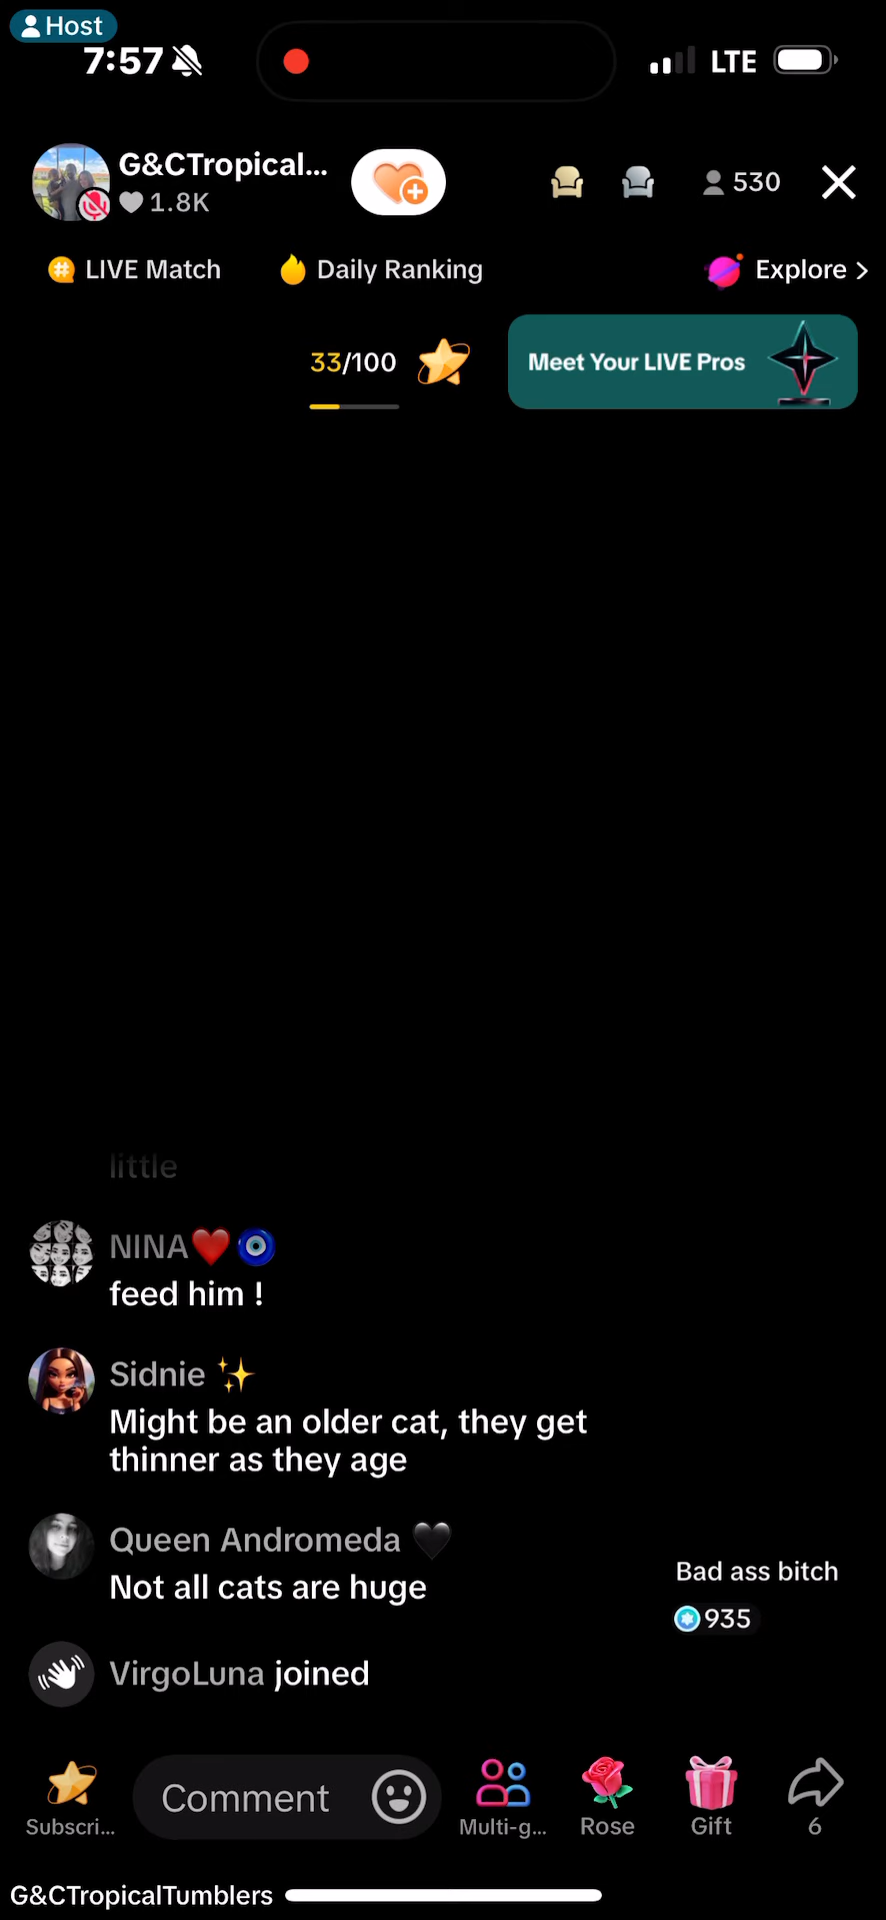 Host
7:57
LTE
G&CTropical...
1.8K
530
LIVE Match
Daily Ranking
Explore >
33/100
Meet Your LIVE Pros
little
NINA❤️🧿
feed him !
Sidnie ✨
Might be an older cat, they get
thinner as they age
Queen Andromeda 🖤
Not all cats are huge
Bad ass bitch
935
VirgoLuna joined
Subscri...
Comment
Multi-g...
Rose
Gift
6
G&CTropicalTumblers